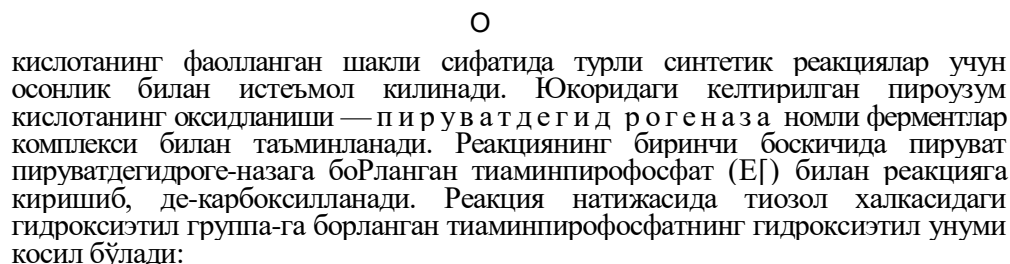 O
кислотанинг фаолланган шакли сифатида турли синтетик реакциялар учун
осонлик билан истеъмол килинади. Юкоридаги келтирилган пироузум
кислотанинг оксидланиши — п и р у в а т д е г и д р о г е н а з а номли ферментлар
комплекси билан таъминланади. Реакциянинг биринчи боскичида пируват
пируватдегидроге-назага боРланган тиаминпирофосфат (Е[) билан реакцияга
киришиб, де-карбоксилланади. Реакция натижасида тиозол халкасидаги
гидроксиэтил группа-га борланган тиаминпирофосфатнинг гидроксиэтил унуми
косил бўлади: